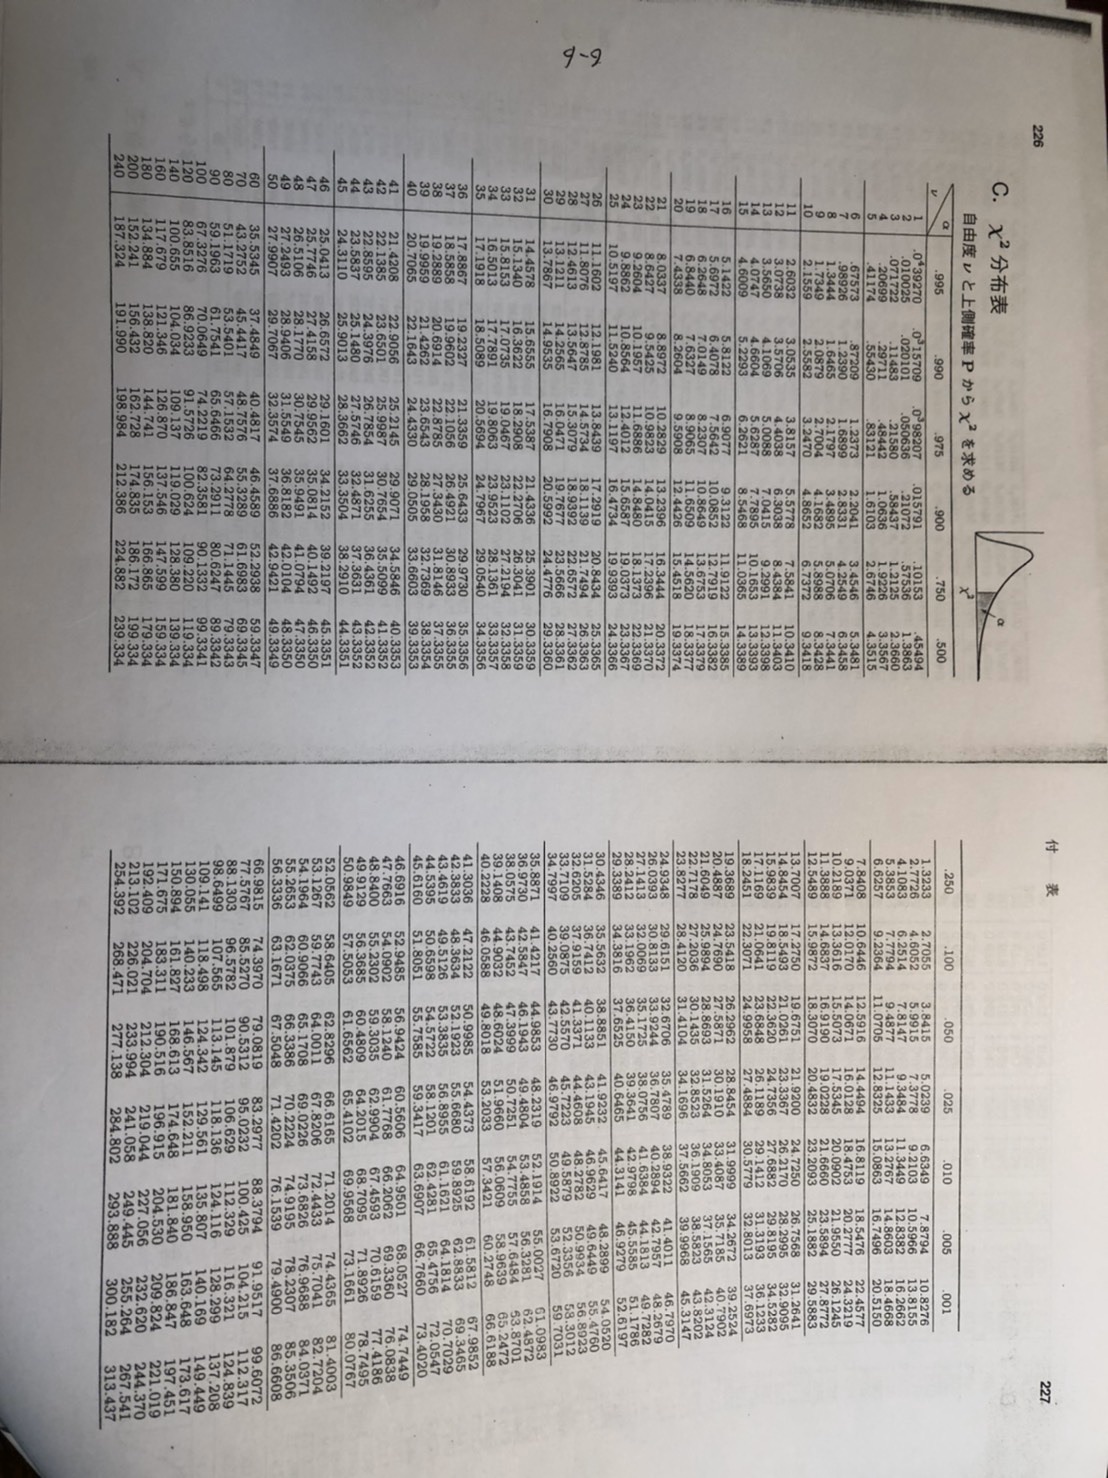 9-6
226
C. χ² 分布表
自由度 ν と上側確率 P から χ² を求める
α
χ²
ν α .995 .990 .975 .900 .750 .500
1 .0⁴39270 .0³15709 .0³98207 .015791 .10153 .45494
2 .010025 .020101 .050636 .21072 .57536 1.3863
3 .071722 .11483 .21580 .58437 1.2125 2.3660
4 .20699 .29711 .48442 1.0636 1.9226 3.3567
5 .41174 .55430 .83121 1.6103 2.6746 4.3515
6 .67573 .87209 1.2373 2.2041 3.4546 5.3481
7 .98926 1.2390 1.6899 2.8331 4.2549 6.3458
8 1.3444 1.6465 2.1797 3.4895 5.0706 7.3441
9 1.7349 2.0879 2.7004 4.1682 5.8988 8.3428
10 2.1559 2.5582 3.2470 4.8652 6.7372 9.3418
11 2.6032 3.0535 3.8157 5.5778 7.5841 10.3410
12 3.0738 3.5706 4.4038 6.3038 8.4384 11.3403
13 3.5650 4.1069 5.0088 7.0415 9.2991 12.3398
14 4.0747 4.6604 5.6287 7.7895 10.1653 13.3393
15 4.6009 5.2293 6.2621 8.5468 11.0365 14.3389
16 5.1422 5.8122 6.9077 9.3122 11.9122 15.3385
17 5.6972 6.4078 7.5642 10.0852 12.7919 16.3382
18 6.2648 7.0149 8.2307 10.8649 13.6753 17.3379
19 6.8440 7.6327 8.9065 11.6509 14.5620 18.3377
20 7.4338 8.2604 9.5908 12.4426 15.4518 19.3374
21 8.0337 8.8972 10.2829 13.2396 16.3444 20.3372
22 8.6427 9.5425 10.9823 14.0415 17.2396 21.3370
23 9.2604 10.1957 11.6886 14.8480 18.1373 22.3369
24 9.8862 10.8564 12.4012 15.6587 19.0373 23.3367
25 10.5197 11.5240 13.1197 16.4734 19.9393 24.3366
26 11.1602 12.1981 13.8439 17.2919 20.8434 25.3365
27 11.8076 12.8785 14.5734 18.1139 21.7494 26.3363
28 12.4613 13.5647 15.3079 18.9392 22.6572 27.3362
29 13.1211 14.2565 16.0471 19.7677 23.5666 28.3361
30 13.7867 14.9535 16.7908 20.5992 24.4776 29.3360
31 14.4578 15.6555 17.5387 21.4336 25.3901 30.3359
32 15.1340 16.3622 18.2908 22.2706 26.3041 31.3359
33 15.8153 17.0735 19.0467 23.1102 27.2194 32.3358
34 16.5013 17.7891 19.8063 23.9523 28.1361 33.3357
35 17.1918 18.5089 20.5694 24.7967 29.0540 34.3356
36 17.8867 19.2327 21.3359 25.6433 29.9730 35.3356
37 18.5858 19.9602 22.1056 26.4921 30.8933 36.3355
38 19.2889 20.6914 22.8785 27.3430 31.8146 37.3355
39 19.9959 21.4262 23.6543 28.1958 32.7369 38.3354
40 20.7065 22.1643 24.4330 29.0505 33.6603 39.3353
41 21.4208 22.9056 25.2145 29.9071 34.5846 40.3353
42 22.1385 23.6501 25.9987 30.7654 35.5099 41.3352
43 22.8595 24.3976 26.7854 31.6255 36.4361 42.3352
44 23.5837 25.1480 27.5746 32.4871 37.3631 43.3352
45 24.3110 25.9013 28.3662 33.3504 38.2910 44.3351
46 25.0413 26.6572 29.1601 34.2152 39.2197 45.3351
47 25.7746 27.4158 29.9562 35.0814 40.1492 46.3350
48 26.5106 28.1770 30.7545 35.9491 41.0794 47.3350
49 27.2493 28.9406 31.5549 36.8182 42.0104 48.3350
50 27.9907 29.7067 32.3574 37.6886 42.9421 49.3349
60 35.5345 37.4849 40.4817 46.4589 52.2938 59.3347
70 43.2752 45.4417 48.7576 55.3289 61.6983 69.3345
80 51.1719 53.5401 57.1532 64.2778 71.1445 79.3343
90 59.1963 61.7541 65.6466 73.2911 80.6247 89.3342
100 67.3276 70.0649 74.2219 82.3581 90.1332 99.3341
120 83.8516 86.9233 91.5726 100.624 109.220 119.334
140 100.655 104.034 109.137 119.029 128.380 139.334
160 117.679 121.346 126.870 137.546 147.599 159.334
180 134.884 138.820 144.741 156.153 166.865 179.334
200 152.241 156.432 162.728 174.835 186.172 199.334
240 187.324 191.990 198.984 212.386 224.882 239.334
付 表
227
.250 .100 .050 .025 .010 .005 .001
1.3233 2.7055 3.8415 5.0239 6.6349 7.8794 10.8276
2.7726 4.6052 5.9915 7.3778 9.2103 10.5966 13.8155
4.1083 6.2514 7.8147 9.3484 11.3449 12.8382 16.2662
5.3853 7.7794 9.4877 11.1433 13.2767 14.8603 18.4668
6.6257 9.2364 11.0705 12.8325 15.0863 16.7496 20.5150
7.8408 10.6446 12.5916 14.4494 16.8119 18.5476 22.4577
9.0371 12.0170 14.0671 16.0128 18.4753 20.2777 24.3219
10.2189 13.3616 15.5073 17.5345 20.0902 21.9550 26.1245
11.3888 14.6837 16.9190 19.0228 21.6660 23.5894 27.8772
12.5489 15.9872 18.3070 20.4832 23.2093 25.1882 29.5883
13.7007 17.2750 19.6751 21.9200 24.7250 26.7568 31.2641
14.8454 18.5493 21.0261 23.3367 26.2170 28.2995 32.9095
15.9839 19.8119 22.3620 24.7356 27.6882 29.8195 34.5283
17.1169 21.0641 23.6848 26.1189 29.1412 31.3193 36.1233
18.2451 22.3071 24.9958 27.4884 30.5779 32.8013 37.6973
19.3689 23.5418 26.2962 28.8454 31.9999 34.2672 39.2524
20.4887 24.7690 27.5871 30.1910 33.4087 35.7185 40.7902
21.6049 25.9894 28.8693 31.5264 34.8053 37.1565 42.3124
22.7178 27.2036 30.1435 32.8523 36.1909 38.5823 43.8202
23.8277 28.4120 31.4104 34.1696 37.5662 39.9968 45.3147
24.9348 29.6151 32.6706 35.4789 38.9322 41.4011 46.7970
26.0393 30.8133 33.9244 36.7807 40.2894 42.7957 48.2679
27.1413 32.0069 35.1725 38.0756 41.6384 44.1813 49.7282
28.2412 33.1962 36.4150 39.3641 42.9798 45.5585 51.1786
29.3389 34.3816 37.6525 40.6465 44.3141 46.9279 52.6197
30.4346 35.5632 38.8851 41.9232 45.6417 48.2899 54.0520
31.5284 36.7412 40.1133 43.1945 46.9629 49.6449 55.4760
32.6205 37.9159 41.3371 44.4608 48.2782 50.9934 56.8923
33.7109 39.0875 42.5570 45.7223 49.5879 52.3356 58.3012
34.7997 40.2560 43.7730 46.9792 50.8922 53.6720 59.7031
35.8871 41.4217 44.9853 48.2319 52.1914 55.0027 61.0983
36.9730 42.5847 46.1943 49.4804 53.4858 56.3281 62.4872
38.0575 43.7452 47.3999 50.7251 54.7755 57.6484 63.8701
39.1408 44.9032 48.6024 51.9660 56.0609 58.9639 65.2472
40.2228 46.0588 49.8018 53.2033 57.3421 60.2748 66.6188
41.3036 47.2122 50.9985 54.4373 58.6192 61.5812 67.9852
42.3833 48.3634 52.1923 55.6680 59.8925 62.8833 69.3465
43.4619 49.5126 53.3835 56.8955 61.1621 64.1814 70.7029
44.5395 50.6598 54.5722 58.1201 62.4281 65.4756 72.0547
45.6160 51.8051 55.7585 59.3417 63.6907 66.7660 73.4020
46.6916 52.9485 56.9424 60.5606 64.9501 68.0527 74.7449
47.7663 54.0902 58.1240 61.7768 66.2062 69.3360 76.0838
48.8400 55.2302 59.3035 62.9904 67.4593 70.6159 77.4186
49.9129 56.3685 60.4809 64.2015 68.7095 71.8926 78.7495
50.9849 57.5053 61.6562 65.4102 69.9568 73.1661 80.0767
52.0562 58.6405 62.8296 66.6165 71.2014 74.4365 81.4003
53.1267 59.7743 64.0011 67.8206 72.4433 75.7041 82.7204
54.1964 60.9066 65.1708 69.0226 73.6826 76.9688 84.0371
55.2653 62.0375 66.3386 70.2224 74.9195 78.2307 85.3506
56.3336 63.1671 67.5048 71.4202 76.1539 79.4900 86.6608
66.9815 74.3970 79.0819 83.2977 88.3794 91.9517 99.6072
77.5767 85.5270 90.5312 95.0232 100.425 104.215 112.317
88.1303 96.5782 101.879 106.629 112.329 116.321 124.839
98.6499 107.565 113.145 118.136 124.116 128.299 137.208
109.141 118.498 124.342 129.561 135.807 140.169 149.449
130.055 140.233 146.567 152.211 158.950 163.648 173.617
150.894 161.827 168.613 174.648 181.840 186.847 197.451
171.675 183.311 190.516 196.915 204.530 209.824 221.019
192.409 204.704 212.304 219.044 227.056 232.620 244.370
213.102 226.021 233.994 241.058 249.445 255.264 267.541
254.392 268.471 277.138 284.802 293.888 300.182 313.437